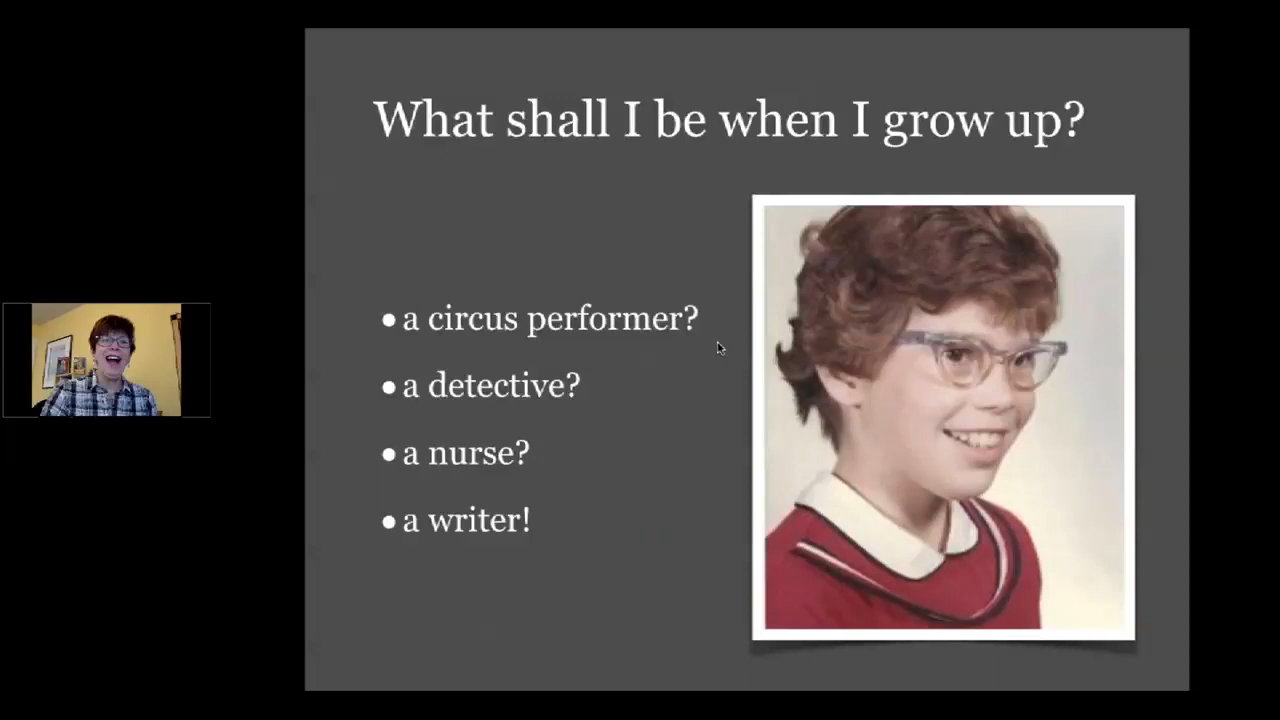 What shall I be when I grow up?
• a circus performer?
• a detective?
• a nurse?
• a writer!